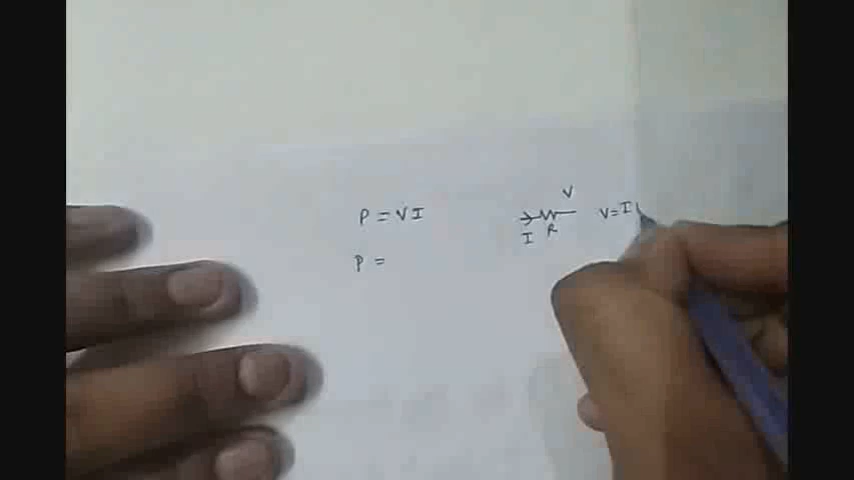 P = VI
V
V=I
I R
P =